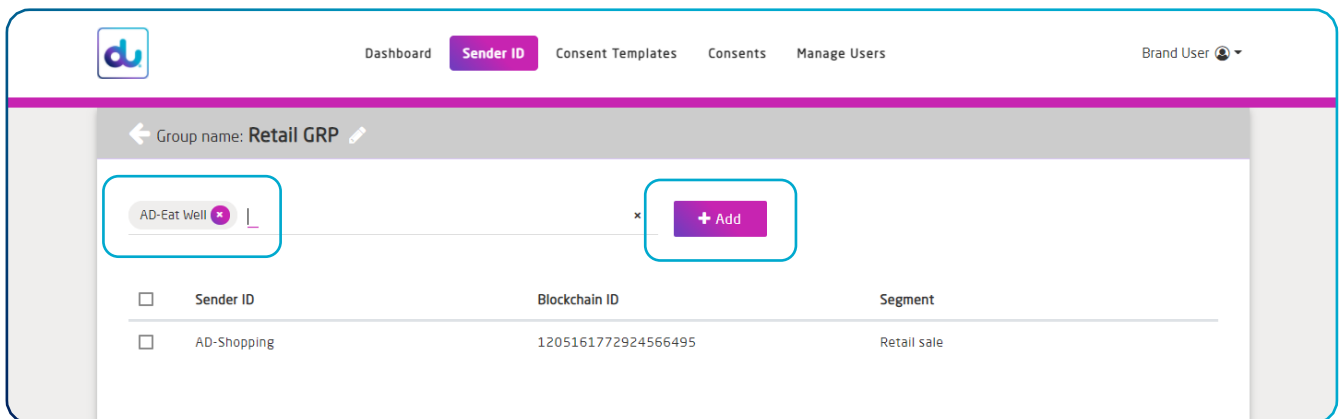 du
Dashboard Sender ID Consent Templates Consents Manage Users Brand User
Group name: Retail GRP
AD-Eat Well × × + Add
Sender ID Blockchain ID Segment
AD-Shopping 1205161772924566495 Retail sale